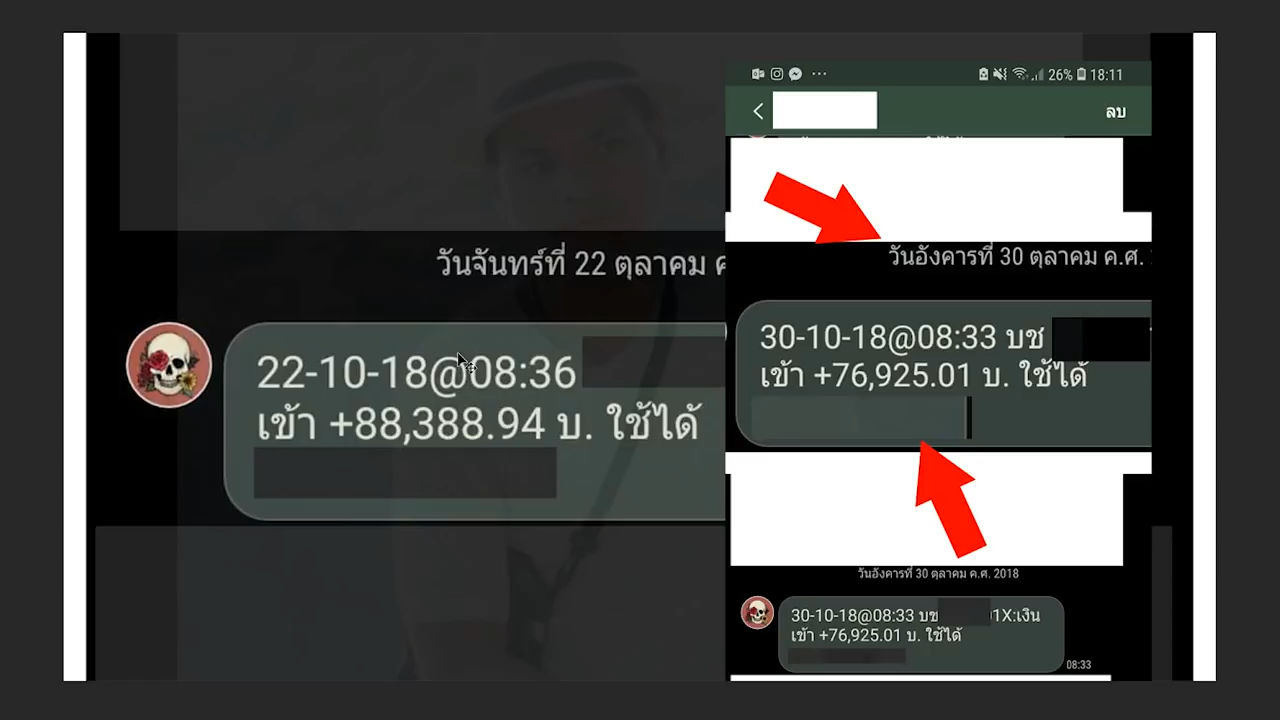 วันจันทร์ที่ 22 ตุลาคม
22-10-18@08:36
เข้า +88,388.94 บ. ใช้ได้
26% 18:11
ลบ
วันอังคารที่ 30 ตุลาคม ค.ศ.
30-10-18@08:33 บช
เข้า +76,925.01 บ. ใช้ได้
วันอังคารที่ 30 ตุลาคม ค.ศ. 2018
30-10-18@08:33 บช 01X:เงิน
เข้า +76,925.01 บ. ใช้ได้
08:33